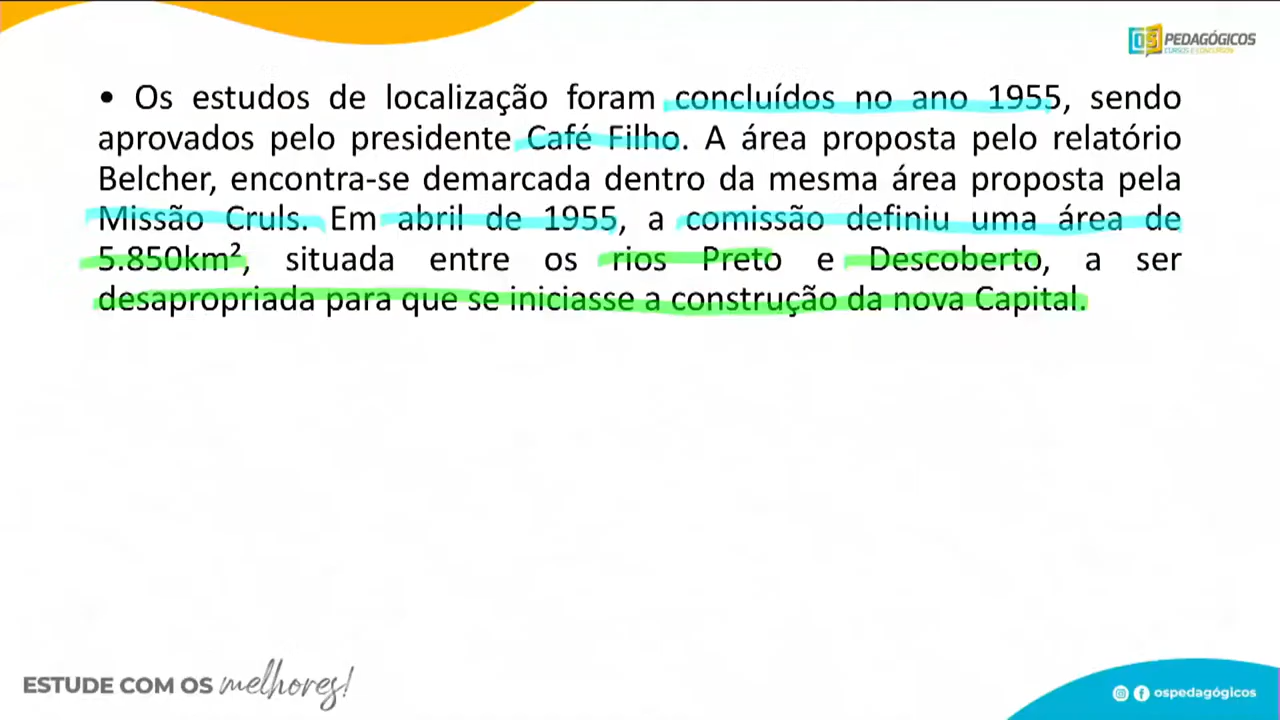 OS PEDAGÓGICOS
CURSOS E CONCURSOS
• Os estudos de localização foram concluídos no ano 1955, sendo
aprovados pelo presidente Café Filho. A área proposta pelo relatório
Belcher, encontra-se demarcada dentro da mesma área proposta pela
Missão Cruls. Em abril de 1955, a comissão definiu uma área de
5.850km², situada entre os rios Preto e Descoberto, a ser
desapropriada para que se iniciasse a construção da nova Capital.
ESTUDE COM OS melhores!
ospedagógicos